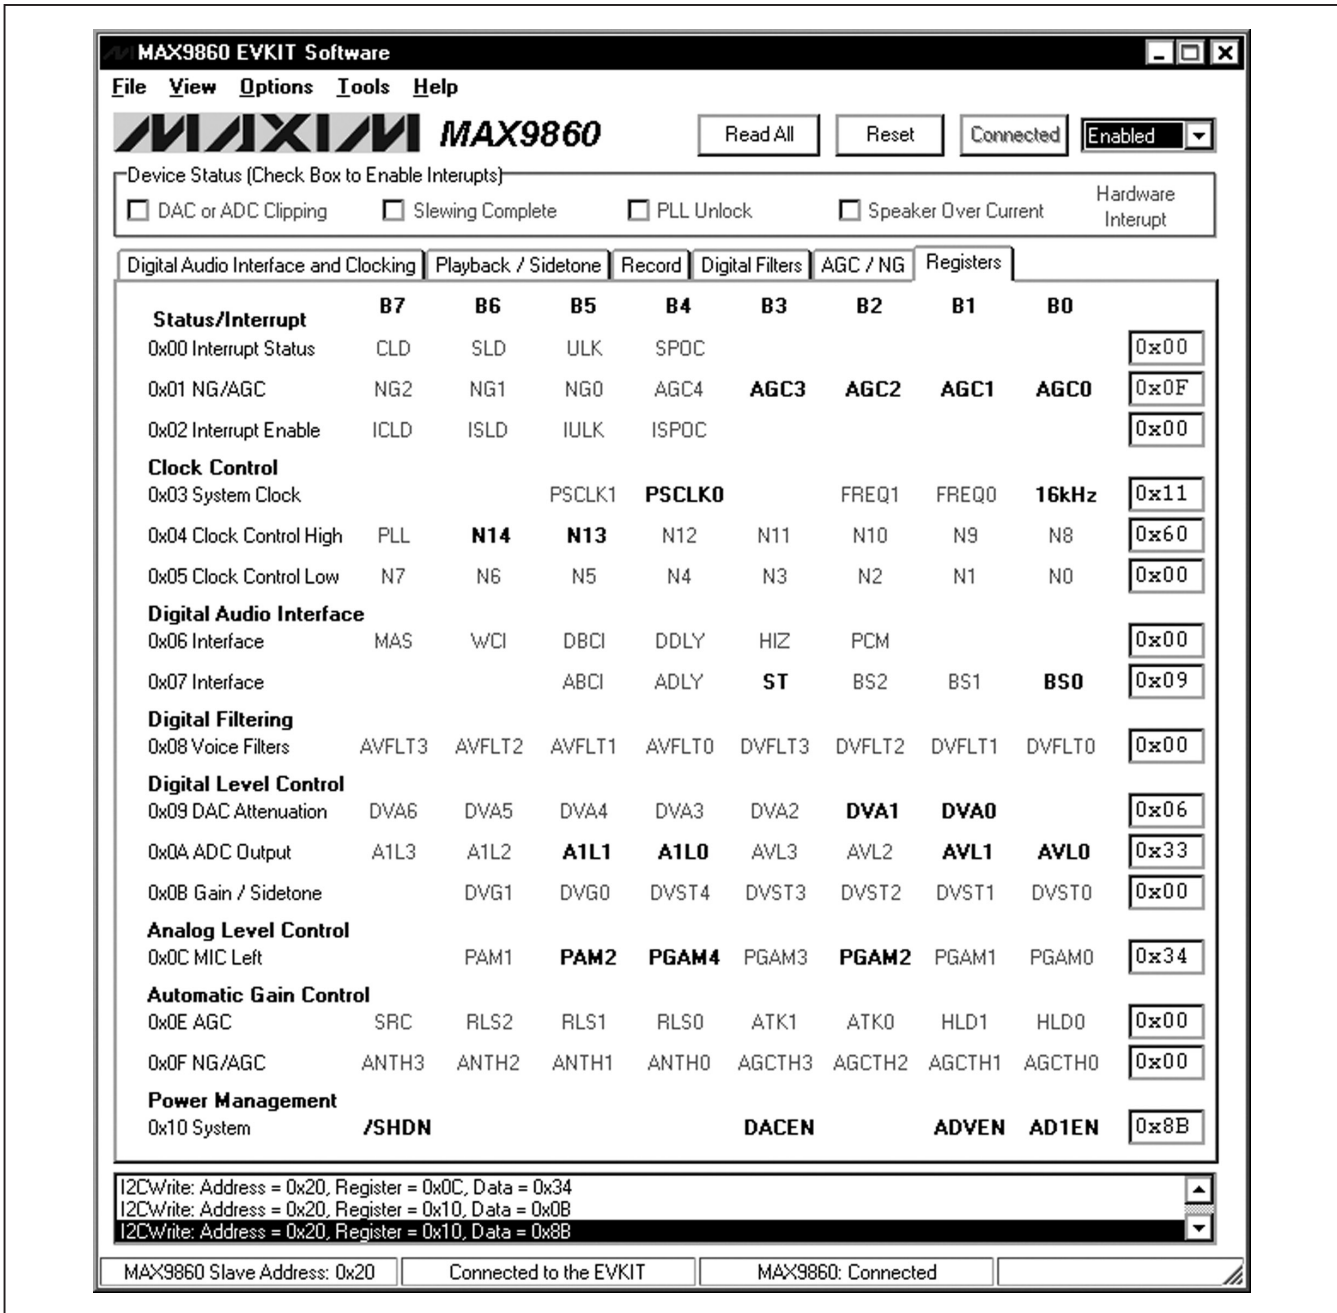 MAX9860 EVKIT Software
File View Options Tools Help
MAXIM MAX9860 Read All Reset Connected Enabled
Device Status (Check Box to Enable Interupts)
DAC or ADC Clipping Slewing Complete PLL Unlock Speaker Over Current Hardware Interupt
Digital Audio Interface and Clocking Playback / Sidetone Record Digital Filters AGC / NG Registers
Status/Interrupt B7 B6 B5 B4 B3 B2 B1 B0
0x00 Interrupt Status CLD SLD ULK SPOC 0x00
0x01 NG/AGC NG2 NG1 NG0 AGC4 AGC3 AGC2 AGC1 AGC0 0x0F
0x02 Interrupt Enable ICLD ISLD IULK ISPOC 0x00
Clock Control
0x03 System Clock PSCLK1 PSCLK0 FREQ1 FREQ0 16kHz 0x11
0x04 Clock Control High PLL N14 N13 N12 N11 N10 N9 N8 0x60
0x05 Clock Control Low N7 N6 N5 N4 N3 N2 N1 N0 0x00
Digital Audio Interface
0x06 Interface MAS WCI DBCI DDLY HIZ PCM 0x00
0x07 Interface ABCI ADLY ST BS2 BS1 BS0 0x09
Digital Filtering
0x08 Voice Filters AVFLT3 AVFLT2 AVFLT1 AVFLT0 DVFLT3 DVFLT2 DVFLT1 DVFLT0 0x00
Digital Level Control
0x09 DAC Attenuation DVA6 DVA5 DVA4 DVA3 DVA2 DVA1 DVA0 0x06
0x0A ADC Output A1L3 A1L2 A1L1 A1L0 AVL3 AVL2 AVL1 AVL0 0x33
0x0B Gain / Sidetone DVG1 DVG0 DVST4 DVST3 DVST2 DVST1 DVST0 0x00
Analog Level Control
0x0C MIC Left PAM1 PAM2 PGAM4 PGAM3 PGAM2 PGAM1 PGAM0 0x34
Automatic Gain Control
0x0E AGC SRC RLS2 RLS1 RLS0 ATK1 ATK0 HLD1 HLD0 0x00
0x0F NG/AGC ANTH3 ANTH2 ANTH1 ANTH0 AGCTH3 AGCTH2 AGCTH1 AGCTH0 0x00
Power Management
0x10 System /SHDN DACEN ADVEN AD1EN 0x8B
I2CWrite: Address = 0x20, Register = 0x0C, Data = 0x34
I2CWrite: Address = 0x20, Register = 0x10, Data = 0x0B
I2CWrite: Address = 0x20, Register = 0x10, Data = 0x8B
MAX9860 Slave Address: 0x20 Connected to the EVKIT MAX9860: Connected